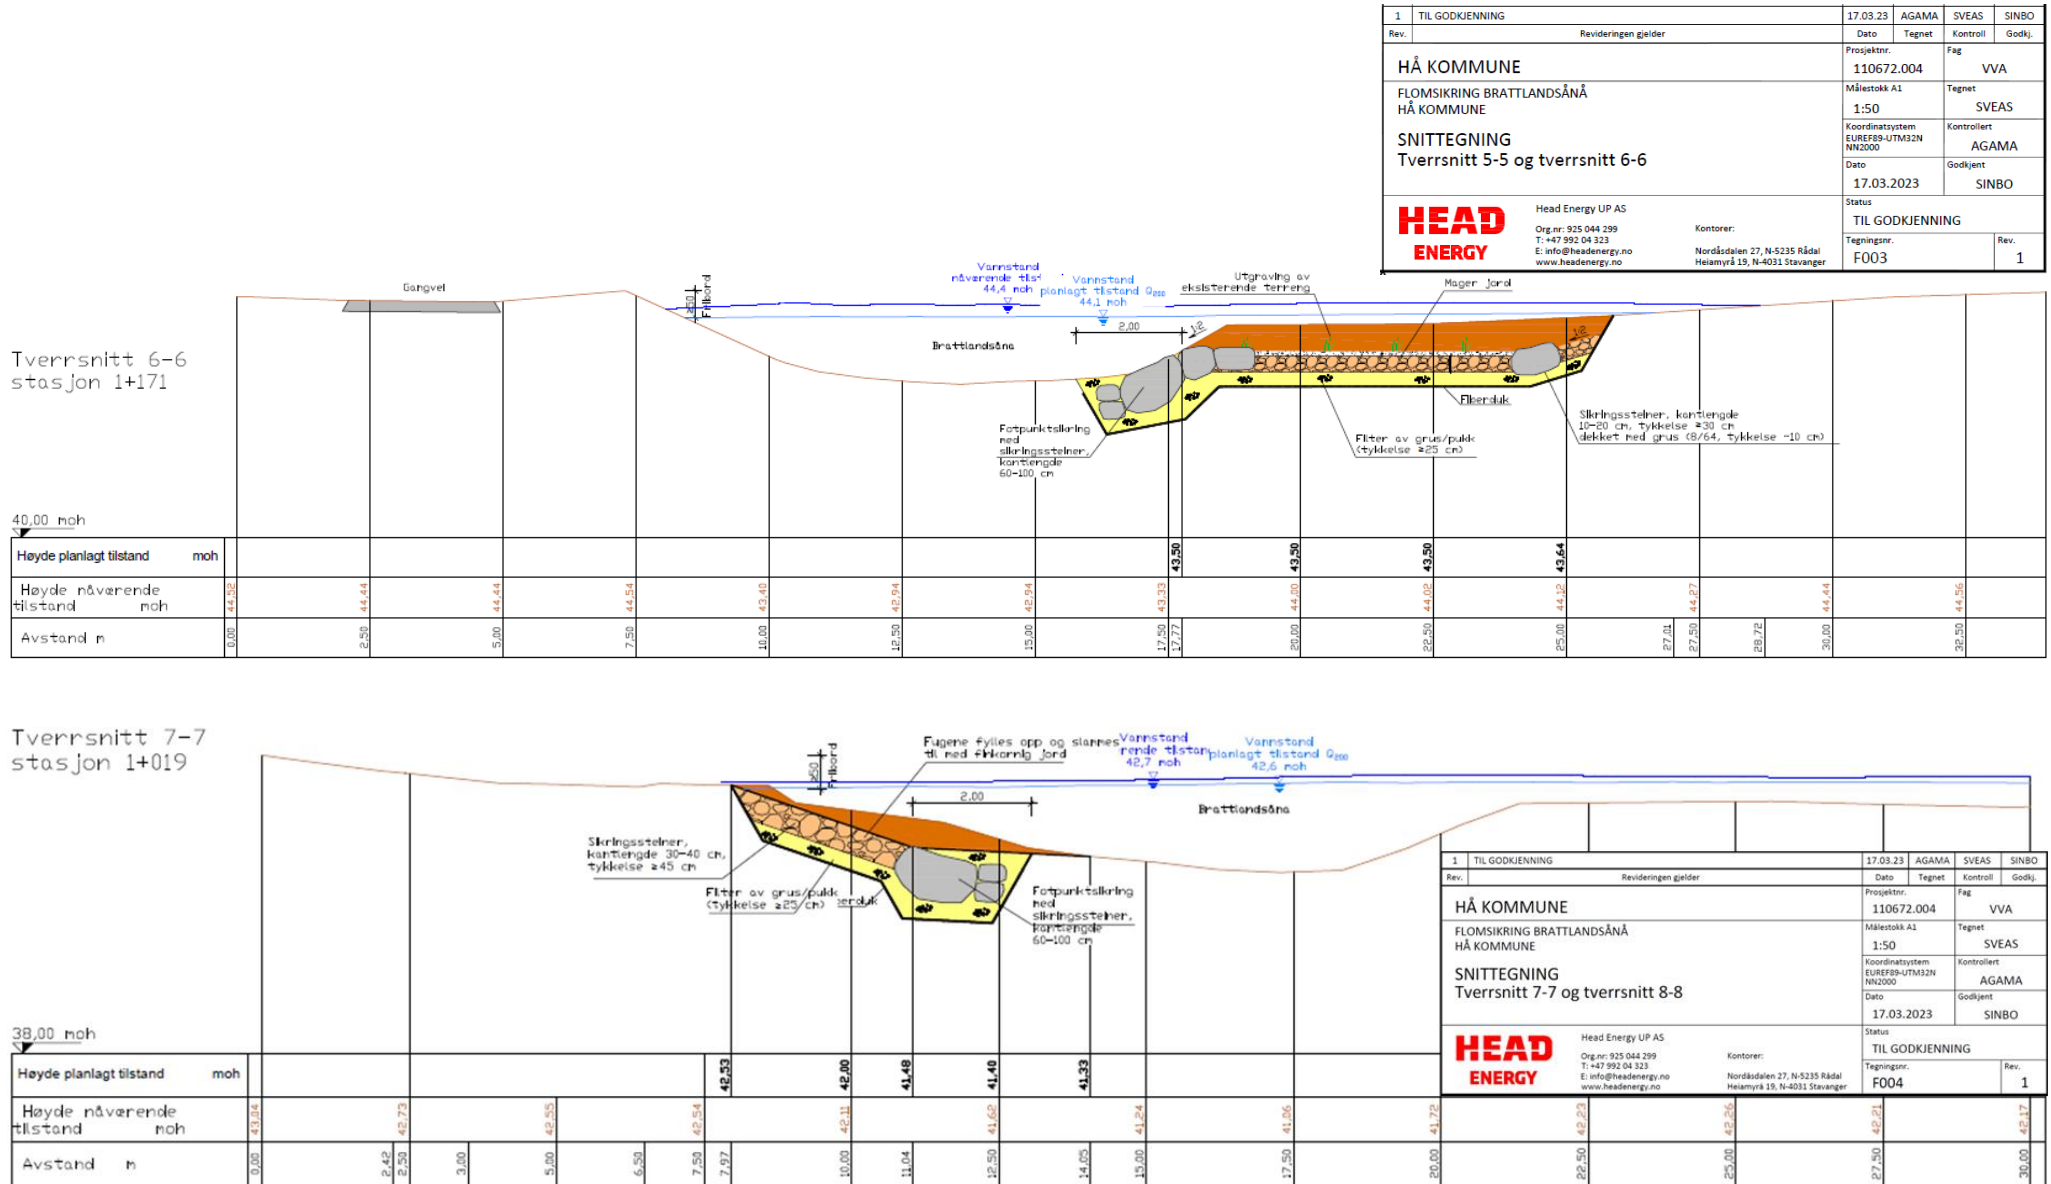 1 TIL GODKJENNING 17.03.23 AGAMA SVEAS SINBO
Rev. Revideringen gjelder Dato Tegnet Kontroll Godkj.
HÅ KOMMUNE
FLOMSIKRING BRATTLANDSÅNÅ
HÅ KOMMUNE
SNITTEGNING
Tverrsnitt 5-5 og tverrsnitt 6-6
Prosjektnr. Fag
110672.004 VVA
Målestokk A1 Tegnet
1:50 SVEAS
Koordinatsystem Kontrollert
EUREF89-UTM32N
NN2000 AGAMA
Dato Godkjent
17.03.2023 SINBO
Status
TIL GODKJENNING
Tegningsnr. Rev.
F003 1
HEAD
ENERGY
Head Energy UP AS
Org.nr: 925 044 299
T: +47 992 04 323
E: info@headenergy.no
www.headenergy.no
Kontorer:
Nordåsdalen 27, N-5235 Rådal
Heiamyrå 19, N-4031 Stavanger
Tverrsnitt 6-6
stasjon 1+171
Gangvei
≥50
Fribord
Vannstand
nåværende tils
44,4 moh
Vannstand
planlagt tilstand Q200
44,1 moh
Utgraving av
eksisterende terreng
Mager jord
2,00
1:2
1:2
Brattlandsåna
Fiberduk
Fotpunktsikring
med
sikringssteiner,
kantlengde
60-100 cm
Filter av grus/pukk
(tykkelse ≥25 cm)
Sikringssteiner, kantlengde
10-20 cm, tykkelse ≥30 cm
dekket med grus (8/64, tykkelse ~10 cm)
40,00 moh
Høyde planlagt tilstand moh 43,50 43,50 43,50 43,64
Høyde nåværende
tilstand moh 44,52 44,44 44,44 44,54 43,40 42,94 42,94 43,33 44,00 44,02 44,12 44,27 44,44 44,56
Avstand m 0,00 2,50 5,00 7,50 10,00 12,50 15,00 17,50 17,77 20,00 22,50 25,00 27,01 27,50 28,72 30,00 32,50
Tverrsnitt 7-7
stasjon 1+019
≥50
Fribord
Fugene fylles opp og slammes
til med finkornig jord
Vannstand
rende tilstan
42,7 moh
Vannstand
planlagt tilstand Q200
42,6 moh
2,00
Brattlandsåna
Sikringssteiner,
kantlengde 30-40 cm,
tykkelse ≥45 cm
Filter av grus/pukk
(tykkelse ≥25 cm)
erduk
Fotpunktsikring
med
sikringssteiner,
kantlengde
60-100 cm
1 TIL GODKJENNING 17.03.23 AGAMA SVEAS SINBO
Rev. Revideringen gjelder Dato Tegnet Kontroll Godkj.
HÅ KOMMUNE
FLOMSIKRING BRATTLANDSÅNÅ
HÅ KOMMUNE
SNITTEGNING
Tverrsnitt 7-7 og tverrsnitt 8-8
Prosjektnr. Fag
110672.004 VVA
Målestokk A1 Tegnet
1:50 SVEAS
Koordinatsystem Kontrollert
EUREF89-UTM32N
NN2000 AGAMA
Dato Godkjent
17.03.2023 SINBO
Status
TIL GODKJENNING
Tegningsnr. Rev.
F004 1
HEAD
ENERGY
Head Energy UP AS
Org.nr: 925 044 299
T: +47 992 04 323
E: info@headenergy.no
www.headenergy.no
Kontorer:
Nordåsdalen 27, N-5235 Rådal
Heiamyrå 19, N-4031 Stavanger
38,00 moh
Høyde planlagt tilstand moh 42,53 42,00 41,48 41,40 41,33
Høyde nåværende
tilstand moh 43,04 42,73 42,55 42,54 42,11 41,62 41,24 41,06 41,72 42,23 42,26 42,21 42,17
Avstand m 0,00 2,42 2,50 3,00 5,00 6,50 7,50 7,97 10,00 11,04 12,50 14,05 15,00 17,50 20,00 22,50 25,00 27,50 30,00